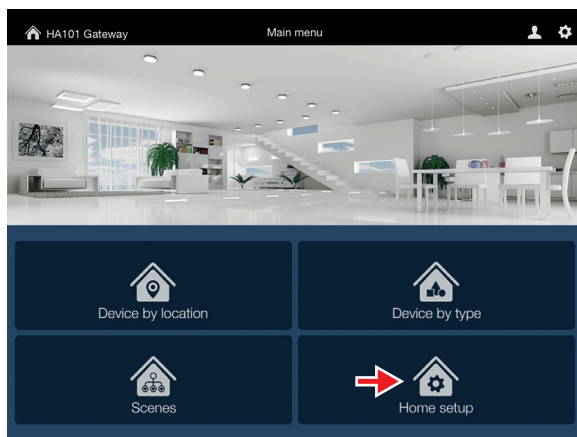 HA101 Gateway
Main menu
Device by location
Device by type
Scenes
Home setup